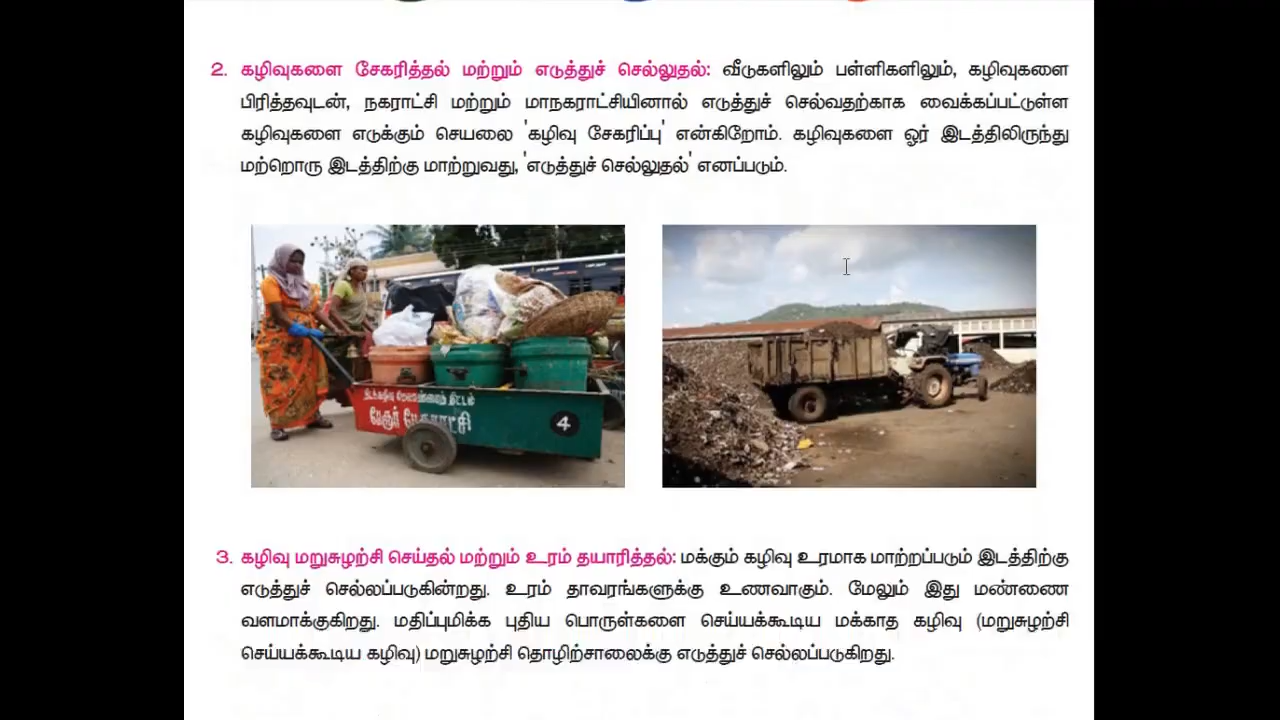 2. கழிவுகளை சேகரித்தல் மற்றும் எடுத்துச் செல்லுதல்: வீடுகளிலும் பள்ளிகளிலும், கழிவுகளை
பிரித்தவுடன், நகராட்சி மற்றும் மாநகராட்சியினால் எடுத்துச் செல்வதற்காக வைக்கப்பட்டுள்ள
கழிவுகளை எடுக்கும் செயலை 'கழிவு சேகரிப்பு' என்கிறோம். கழிவுகளை ஓர் இடத்திலிருந்து
மற்றொரு இடத்திற்கு மாற்றுவது, 'எடுத்துச் செல்லுதல்' எனப்படும்.
திடக்கழிவு மேலாண்மை திட்டம்
பேரூர் பேரூராட்சி
4
3. கழிவு மறுசுழற்சி செய்தல் மற்றும் உரம் தயாரித்தல்: மக்கும் கழிவு உரமாக மாற்றப்படும் இடத்திற்கு
எடுத்துச் செல்லப்படுகின்றது. உரம் தாவரங்களுக்கு உணவாகும். மேலும் இது மண்ணை
வளமாக்குகிறது. மதிப்புமிக்க புதிய பொருள்களை செய்யக்கூடிய மக்காத கழிவு (மறுசுழற்சி
செய்யக்கூடிய கழிவு) மறுசுழற்சி தொழிற்சாலைக்கு எடுத்துச் செல்லப்படுகிறது.